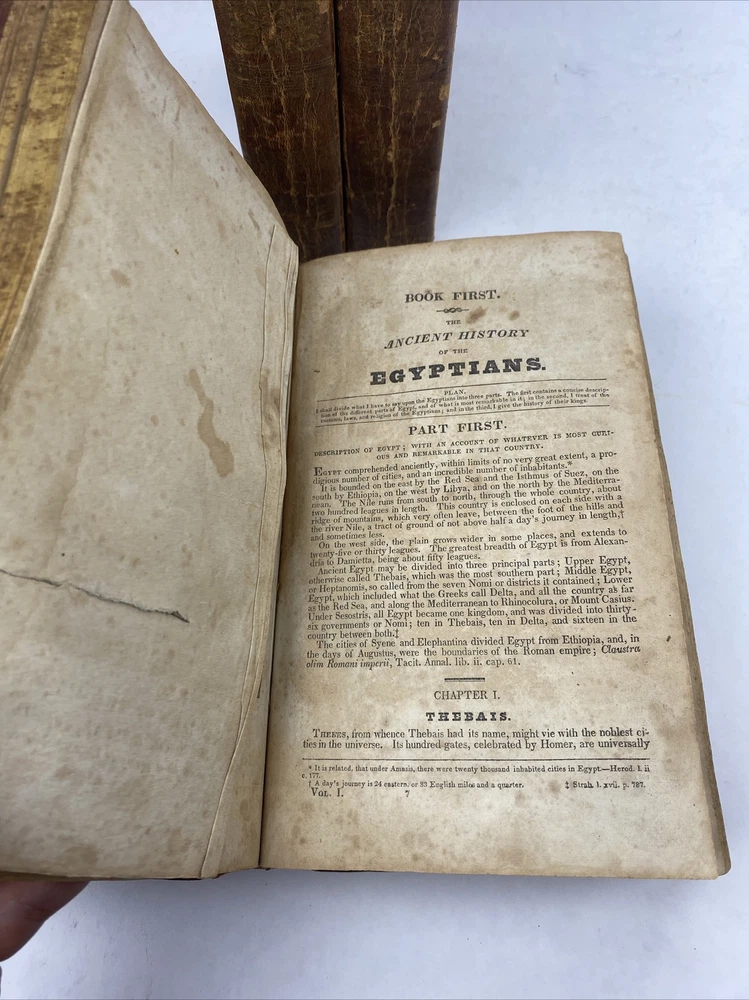 BOOK FIRST.
THE
ANCIENT HISTORY
OF THE
EGYPTIANS.
PLAN.
I shall divide what I have to say upon the Egyptians into three parts. The first contains a concise descrip-
tion of the different parts of Egypt, and of what is most remarkable in it; in the second, I treat of the
customs, laws, and religion of the Egyptians; and in the third, I give the history of their kings.
PART FIRST.
DESCRIPTION OF EGYPT; WITH AN ACCOUNT OF WHATEVER IS MOST CURI-
OUS AND REMARKABLE IN THAT COUNTRY.
EGYPT comprehended anciently, within limits of no very great extent, a pro-
digious number of cities, and an incredible number of inhabitants.*
It is bounded on the east by the Red Sea and the Isthmus of Suez, on the
south by Ethiopia, on the west by Libya, and on the north by the Mediterra-
nean. The Nile runs from south to north, through the whole country, about
two hundred leagues in length. This country is enclosed on each side with a
ridge of mountains, which very often leave, between the foot of the hills and
the river Nile, a tract of ground of not above half a day's journey in length,†
and sometimes less.
On the west side, the plain grows wider in some places, and extends to
twenty-five or thirty leagues. The greatest breadth of Egypt is from Alexan-
dria to Damietta, being about fifty leagues.
Ancient Egypt may be divided into three principal parts; Upper Egypt,
otherwise called Thebais, which was the most southern part; Middle Egypt,
or Heptanomis, so called from the seven Nomi or districts it contained; Lower
Egypt, which included what the Greeks call Delta, and all the country as far
as the Red Sea, and along the Mediterranean to Rhinocolura, or Mount Casius.
Under Sesostris, all Egypt became one kingdom, and was divided into thirty-
six governments or Nomi; ten in Thebais, ten in Delta, and sixteen in the
country between both.‡
The cities of Syene and Elephantina divided Egypt from Ethiopia, and, in
the days of Augustus, were the boundaries of the Roman empire; Claustra
olim Romani imperii, Tacit. Annal. lib. ii. cap. 61.
CHAPTER I.
THEBAIS.
THEBES, from whence Thebais had its name, might vie with the noblest ci-
ties in the universe. Its hundred gates, celebrated by Homer, are universally
* It is related, that under Amasis, there were twenty thousand inhabited cities in Egypt.—Herod. l. ii
c. 177.
† A day's journey is 24 eastern, or 33 English miles and a quarter. ‡ Strab. l. xvii. p. 787.
VOL. I. 7